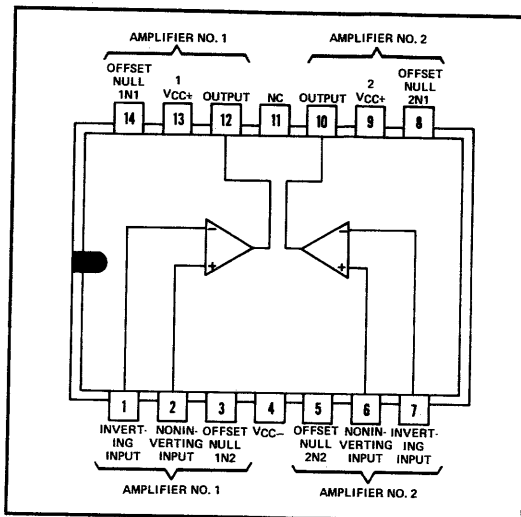 AMPLIFIER NO. 1
AMPLIFIER NO. 2
OFFSET
NULL
1N1
1
VCC+
OUTPUT
NC
OUTPUT
2
VCC+
OFFSET
NULL
2N1
14
13
12
11
10
9
8
−
+
−
+
1
2
3
4
5
6
7
INVERT-
ING
INPUT
NONIN-
VERTING
INPUT
OFFSET
NULL
1N2
VCC−
OFFSET
NULL
2N2
NONIN-
VERTING
INPUT
INVERT-
ING
INPUT
AMPLIFIER NO. 1
AMPLIFIER NO. 2